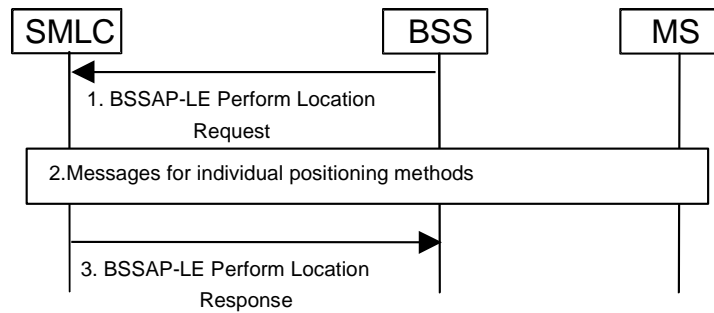 SMLC
BSS
MS
1. BSSAP-LE Perform Location
Request
2.Messages for individual positioning methods
3. BSSAP-LE Perform Location
Response